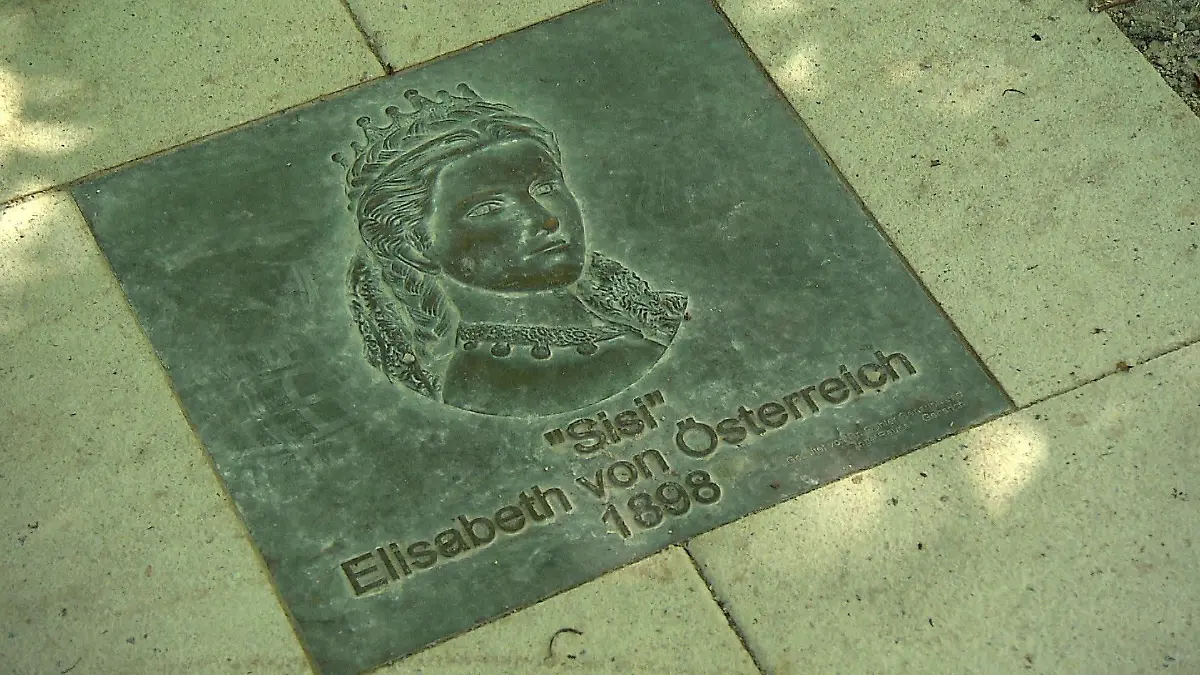 "Sisi"
Elisabeth von Österreich
1898